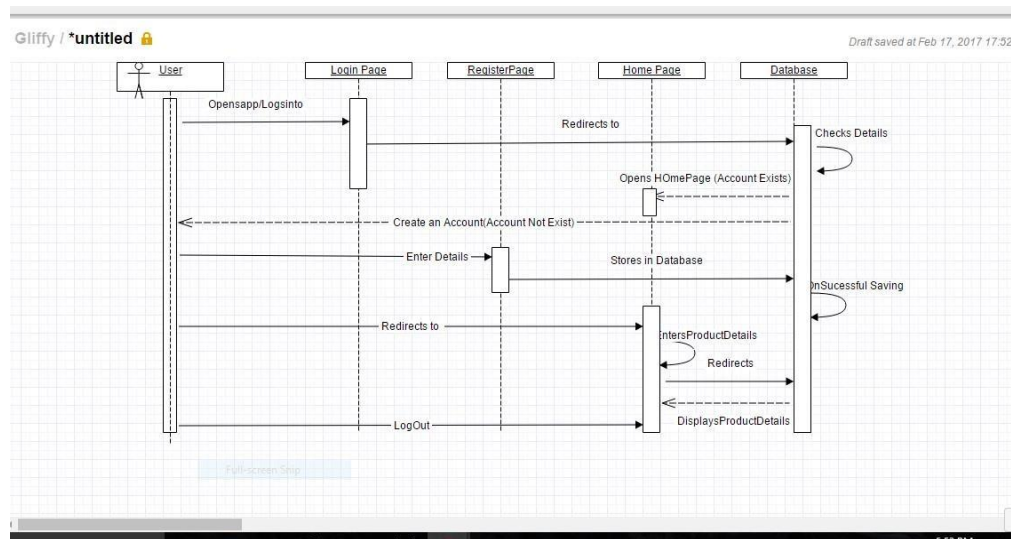 Gliffy / *untitled
Draft saved at Feb 17, 2017 17:52
User
Login Page
RegisterPage
Home Page
Database
Opensapp/Logsinto
Redirects to
Checks Details
Opens HOmePage (Account Exists)
Create an Account(Account Not Exist)
Enter Details
Stores in Database
OnSucessful Saving
Redirects to
EntersProductDetails
Redirects
DisplaysProductDetails
LogOut
Full-screen Snip